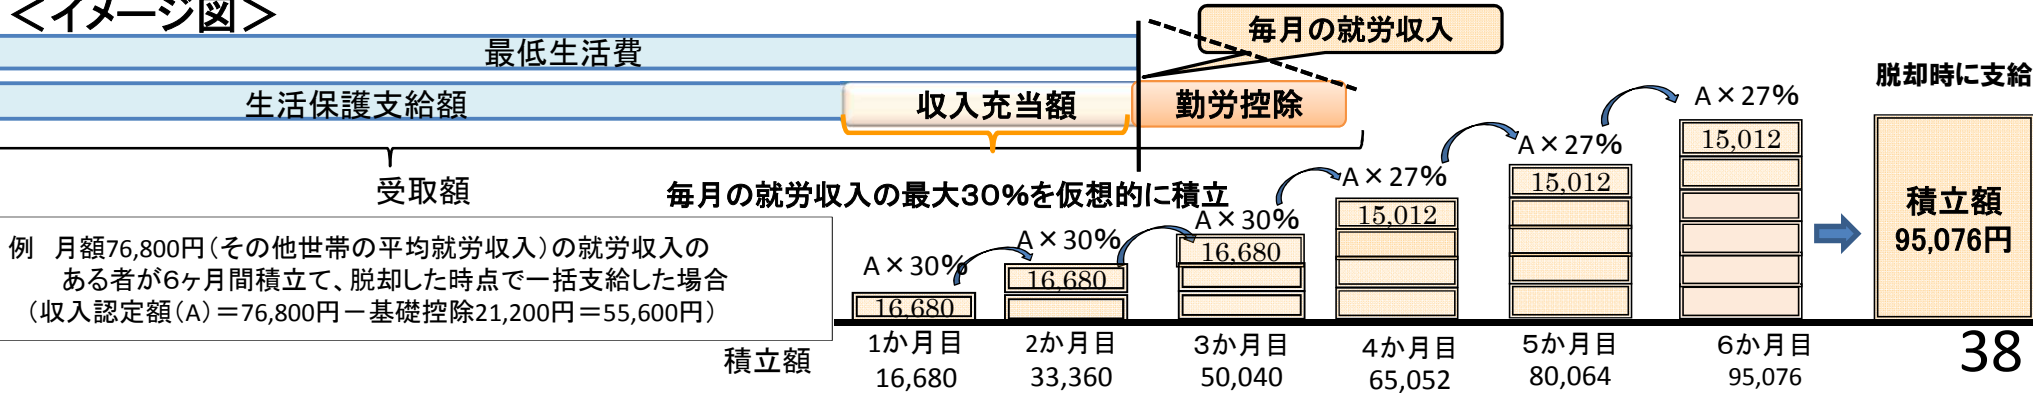 ＜イメージ図＞
最低生活費
毎月の就労収入
生活保護支給額
収入充当額
勤労控除
脱却時に支給
受取額
毎月の就労収入の最大３０％を仮想的に積立
例　月額76,800円（その他世帯の平均就労収入）の就労収入の
ある者が６ヶ月間積立て、脱却した時点で一括支給した場合
（収入認定額（A）＝76,800円－基礎控除21,200円＝55,600円）
A×30%
16,680
A×30%
16,680
A×30%
16,680
A×27%
15,012
A×27%
15,012
A×27%
15,012
積立額
95,076円
積立額
1か月目
16,680
2か月目
33,360
３か月目
50,040
４か月目
65,052
５か月目
80,064
６か月目
95,076
38